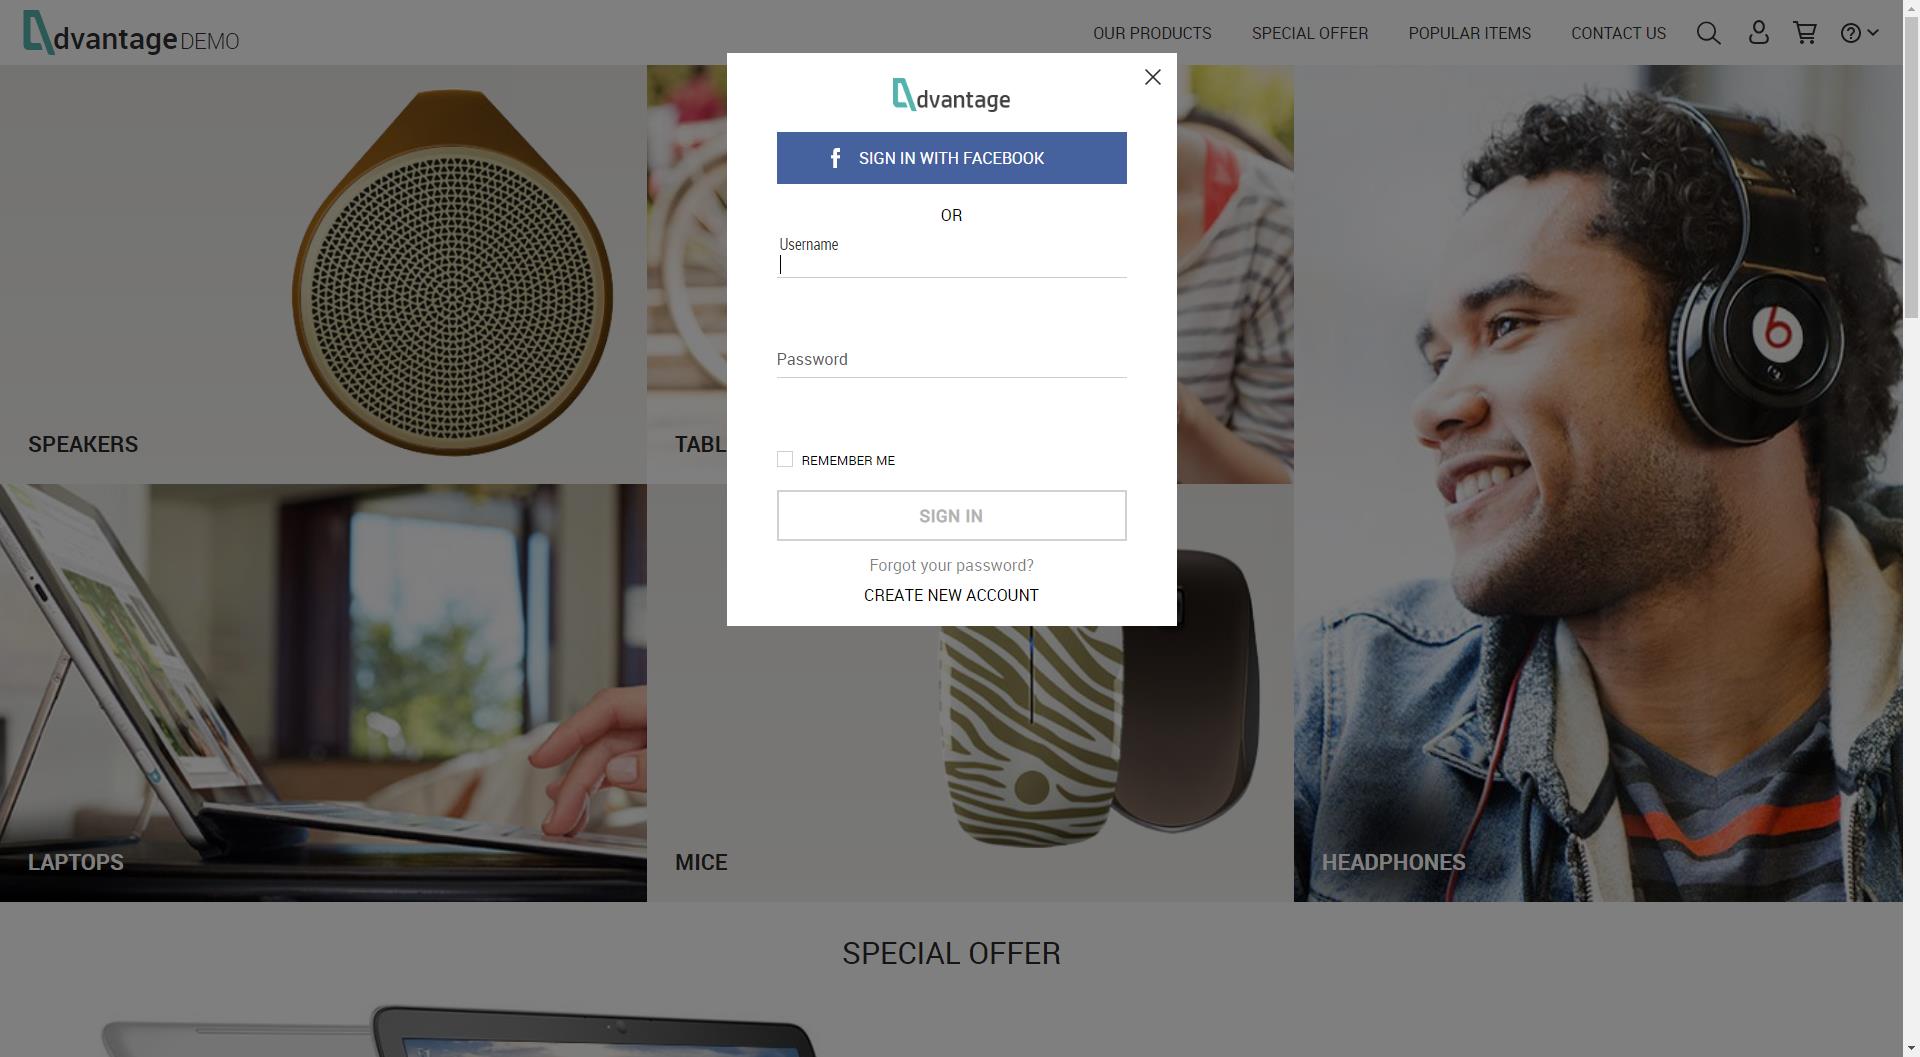 dvantage DEMO
OUR PRODUCTS
SPECIAL OFFER
POPULAR ITEMS
CONTACT US
dvantage
SIGN IN WITH FACEBOOK
OR
Username
Password
REMEMBER ME
SIGN IN
Forgot your password?
CREATE NEW ACCOUNT
SPEAKERS
TABL
LAPTOPS
MICE
HEADPHONES
SPECIAL OFFER